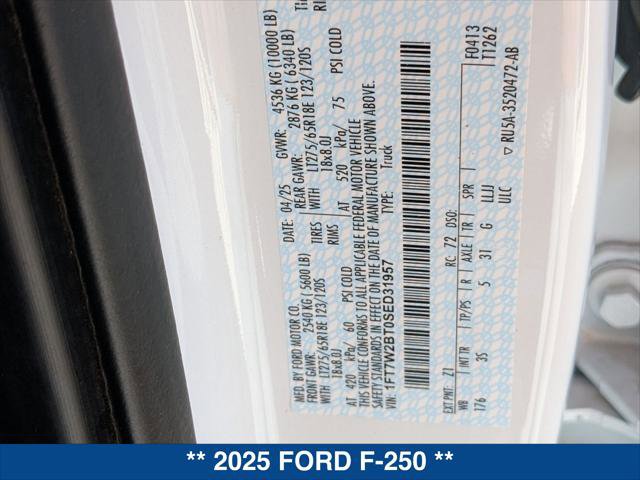 MFD. BY FORD MOTOR CO.
DATE: 04/25 GVWR: 4536 KG (10000 LB)
FRONT GAWR: 2540 KG ( 5600 LB) REAR GAWR: 2876 KG ( 6340 LB)
LT275/65R18E 123/120S TIRES WITH LT275/65R18E 123/120S
18x8.0J RIMS 18x8.0J
AT 420 kPa/ 60 PSI COLD AT 520 kPa/ 75 PSI COLD
THIS VEHICLE CONFORMS TO ALL APPLICABLE FEDERAL MOTOR VEHICLE
SAFETY STANDARDS IN EFFECT ON THE DATE OF MANUFACTURE SHOWN ABOVE.
VIN: 1FT7W2BT0SED31957 Truck
F0413
T1262
EXT PNT: Z1 RC: 72 DSO:
WB INT TR TP/PS R AXLE TR SPR
176 3S 5 31 G LLJJ
ULC
▽ RU5A-3520472-AB
** 2025 FORD F-250 **